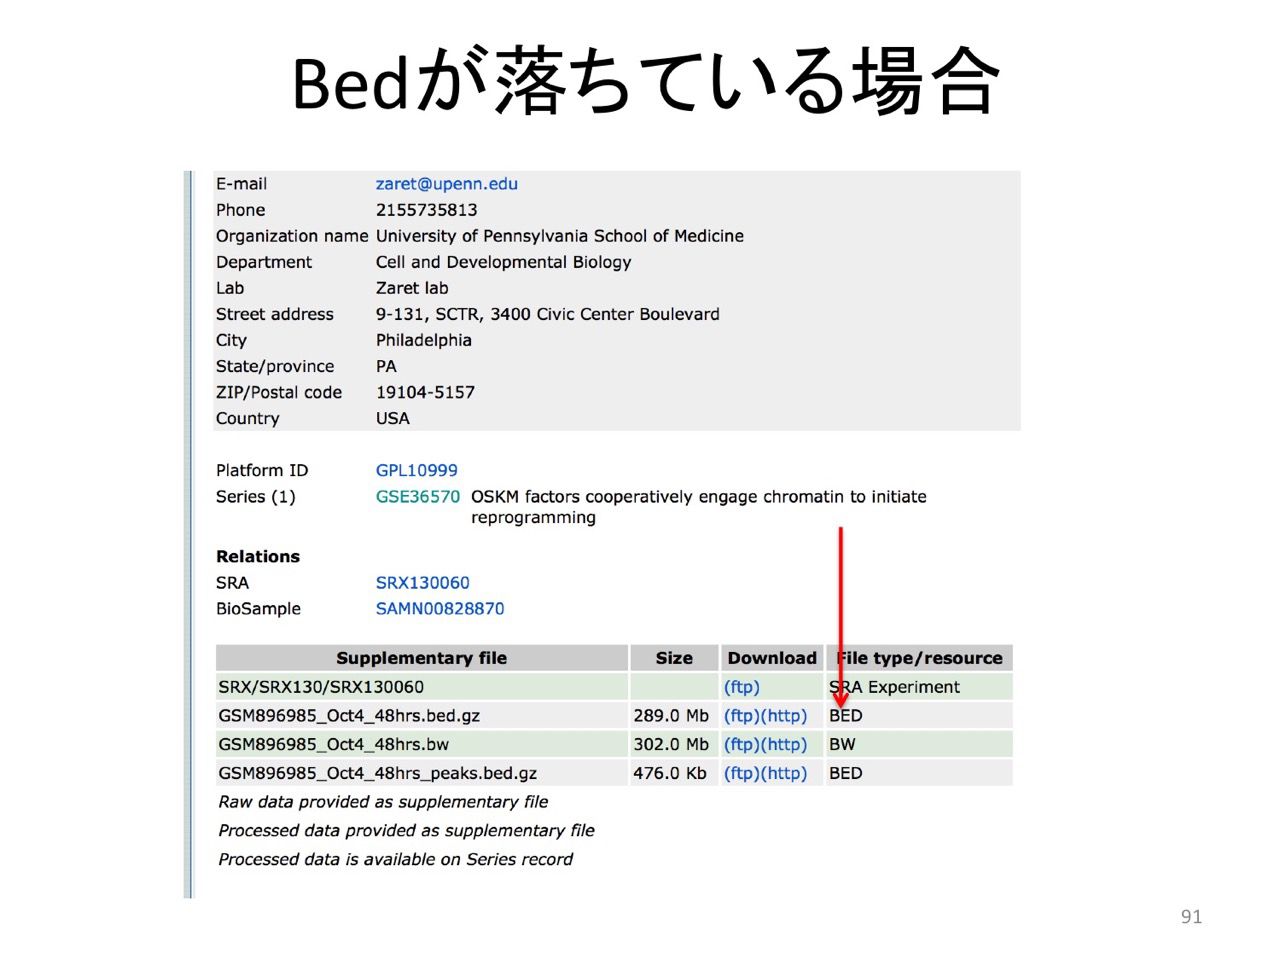 Bedが落ちている場合
E-mail zaret@upenn.edu
Phone 2155735813
Organization name University of Pennsylvania School of Medicine
Department Cell and Developmental Biology
Lab Zaret lab
Street address 9-131, SCTR, 3400 Civic Center Boulevard
City Philadelphia
State/province PA
ZIP/Postal code 19104-5157
Country USA
Platform ID GPL10999
Series (1) GSE36570 OSKM factors cooperatively engage chromatin to initiate
reprogramming
Relations
SRA SRX130060
BioSample SAMN00828870
Supplementary file Size Download File type/resource
SRX/SRX130/SRX130060 (ftp) SRA Experiment
GSM896985_Oct4_48hrs.bed.gz 289.0 Mb (ftp)(http) BED
GSM896985_Oct4_48hrs.bw 302.0 Mb (ftp)(http) BW
GSM896985_Oct4_48hrs_peaks.bed.gz 476.0 Kb (ftp)(http) BED
Raw data provided as supplementary file
Processed data provided as supplementary file
Processed data is available on Series record
91